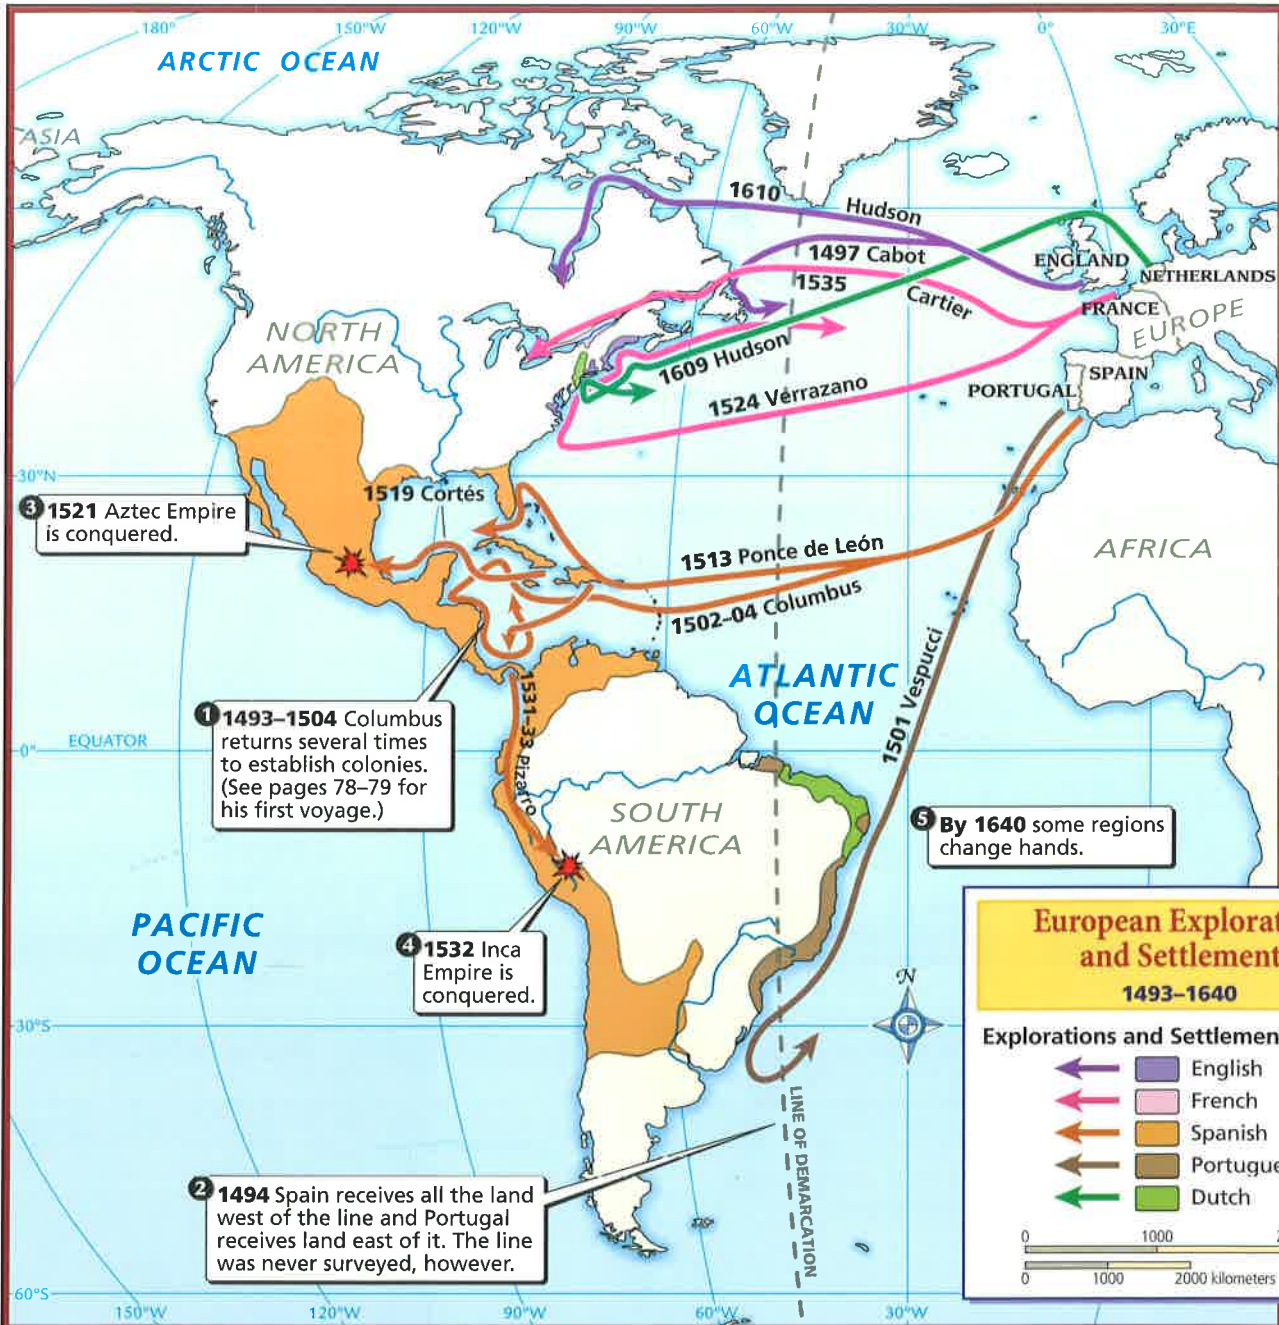 180°
150°W
120°W
90°W
60°W
30°W
0°
30°E
ARCTIC OCEAN
ASIA
1610
Hudson
1497 Cabot
1535
Cartier
ENGLAND
NETHERLANDS
FRANCE
EUROPE
NORTH
AMERICA
1609 Hudson
1524 Verrazano
SPAIN
PORTUGAL
30°N
1519 Cortés
3 1521 Aztec Empire
is conquered.
1513 Ponce de León
AFRICA
1502–04 Columbus
ATLANTIC
OCEAN
1501 Vespucci
1531–33 Pizarro
1 1493–1504 Columbus
returns several times
to establish colonies.
(See pages 78–79 for
his first voyage.)
0°
EQUATOR
SOUTH
AMERICA
5 By 1640 some regions
change hands.
PACIFIC
OCEAN
4 1532 Inca
Empire is
conquered.
N
30°S
LINE OF DEMARCATION
2 1494 Spain receives all the land
west of the line and Portugal
receives land east of it. The line
was never surveyed, however.
European Explorat
and Settlement
1493–1640
Explorations and Settlemen
English
French
Spanish
Portugue
Dutch
0 1000 2
0 1000 2000 kilometers
60°S
150°W
120°W
90°W
60°W
30°W